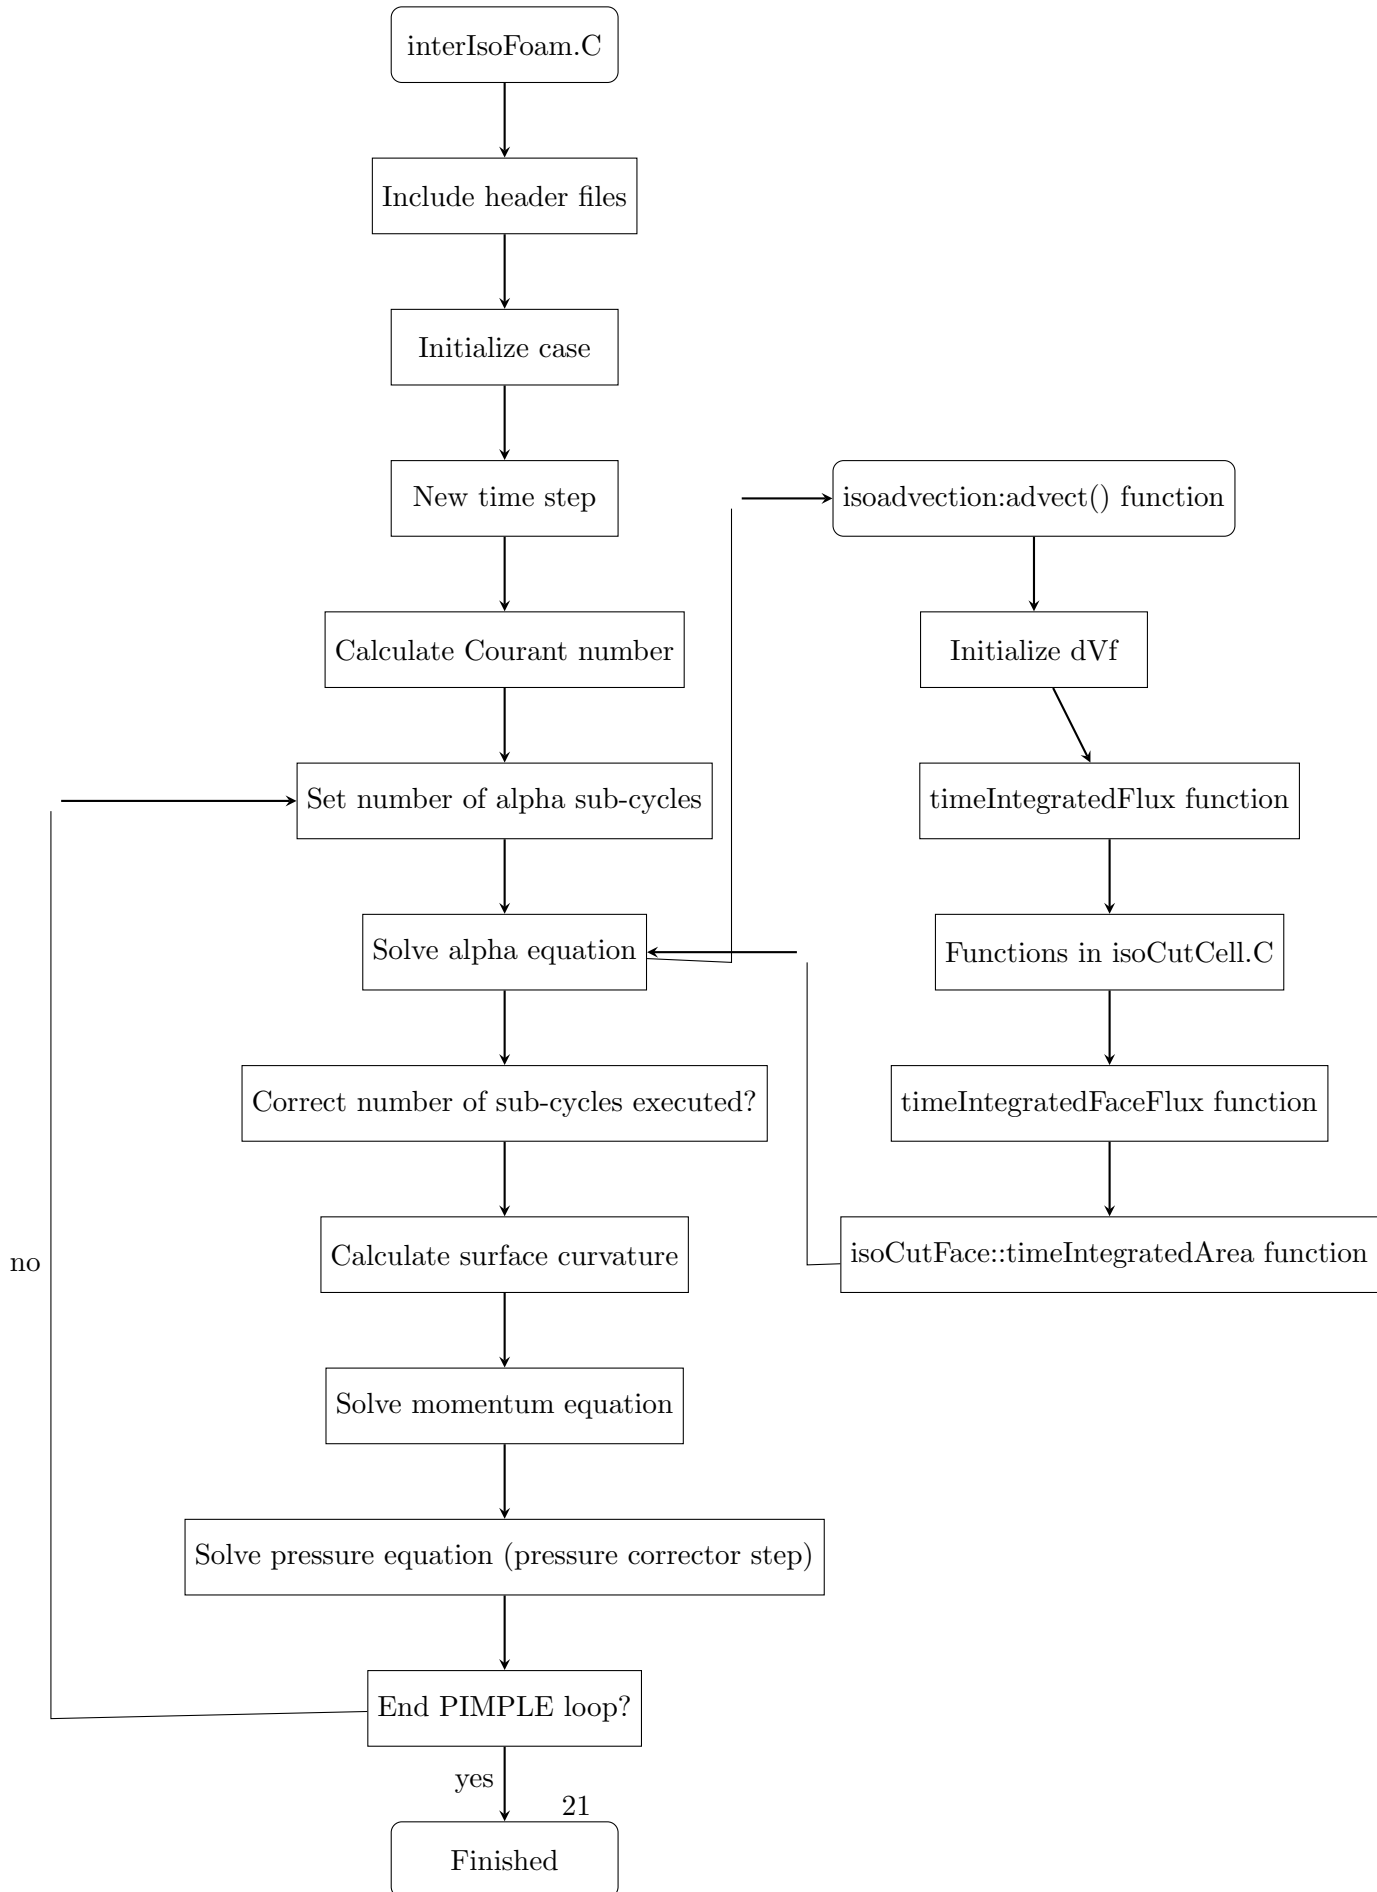 interIsoFoam.C
Include header files
Initialize case
New time step
isoadvection:advect() function
Calculate Courant number
Initialize dVf
Set number of alpha sub-cycles
timeIntegratedFlux function
Solve alpha equation
Functions in isoCutCell.C
Correct number of sub-cycles executed?
timeIntegratedFaceFlux function
Calculate surface curvature
isoCutFace::timeIntegratedArea function
no
Solve momentum equation
Solve pressure equation (pressure corrector step)
End PIMPLE loop?
yes
21
Finished